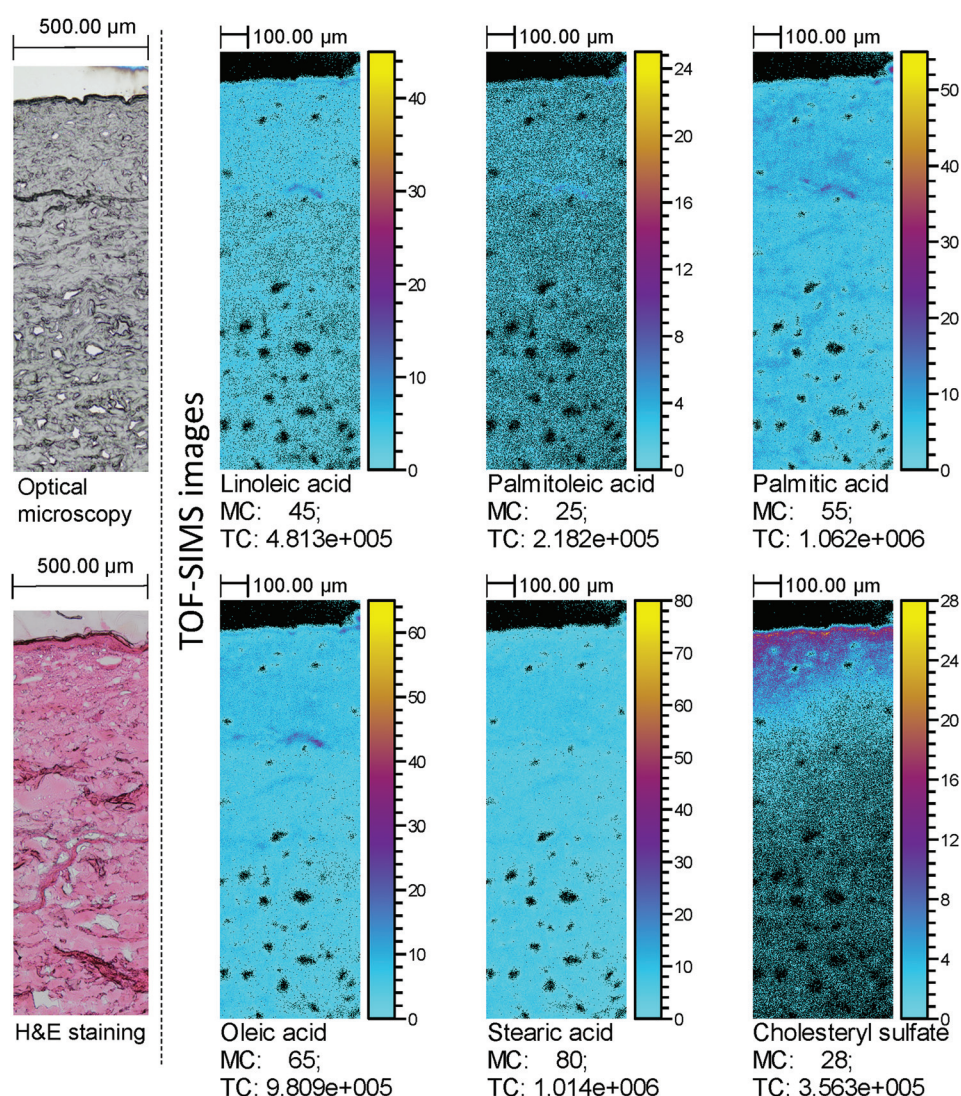 500.00 µm
Optical
microscopy
500.00 µm
H&E staining
TOF-SIMS images
100.00 µm
40
30
20
10
0
Linoleic acid
MC: 45;
TC: 4.813e+005
100.00 µm
24
20
16
12
8
4
0
Palmitoleic acid
MC: 25;
TC: 2.182e+005
100.00 µm
50
40
30
20
10
0
Palmitic acid
MC: 55;
TC: 1.062e+006
100.00 µm
60
50
40
30
20
10
0
Oleic acid
MC: 65;
TC: 9.809e+005
100.00 µm
80
70
60
50
40
30
20
10
0
Stearic acid
MC: 80;
TC: 1.014e+006
100.00 µm
28
24
20
16
12
8
4
0
Cholesteryl sulfate
MC: 28;
TC: 3.563e+005